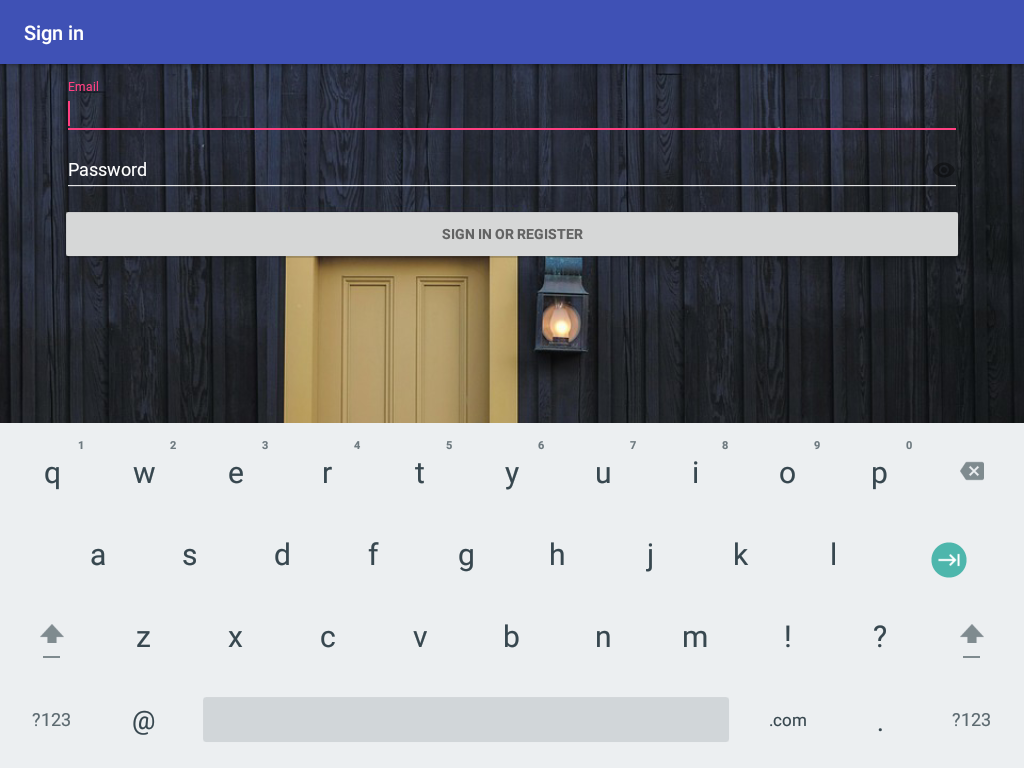 Sign in
Email
Password
SIGN IN OR REGISTER
1 2 3 4 5 6 7 8 9 0
q w e r t y u i o p
a s d f g h j k l
z x c v b n m ! ?
?123 @ .com . ?123